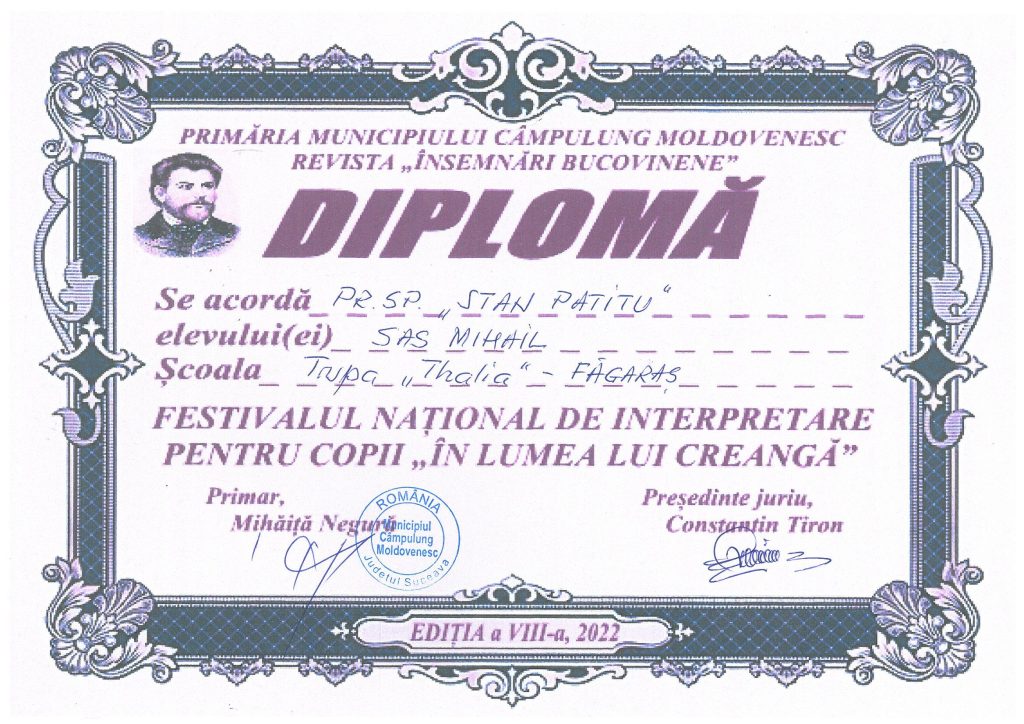 PRIMĂRIA MUNICIPIULUI CÂMPULUNG MOLDOVENESC
REVISTA „ÎNSEMNĂRI BUCOVINENE”
DIPLOMĂ
Se acordă PR. SP. „STAN PATITU”
elevului(ei) SAS MIHAIL
Școala Trupa „Thalia” - FĂGARAȘ
FESTIVALUL NAȚIONAL DE INTERPRETARE
PENTRU COPII „ÎN LUMEA LUI CREANGĂ”
Primar,
Mihăiță Negură
ROMÂNIA
Municipiul
Câmpulung
Moldovenesc
Județul Suceava
Președinte juriu,
Constantin Tiron
EDIȚIA a VIII-a, 2022